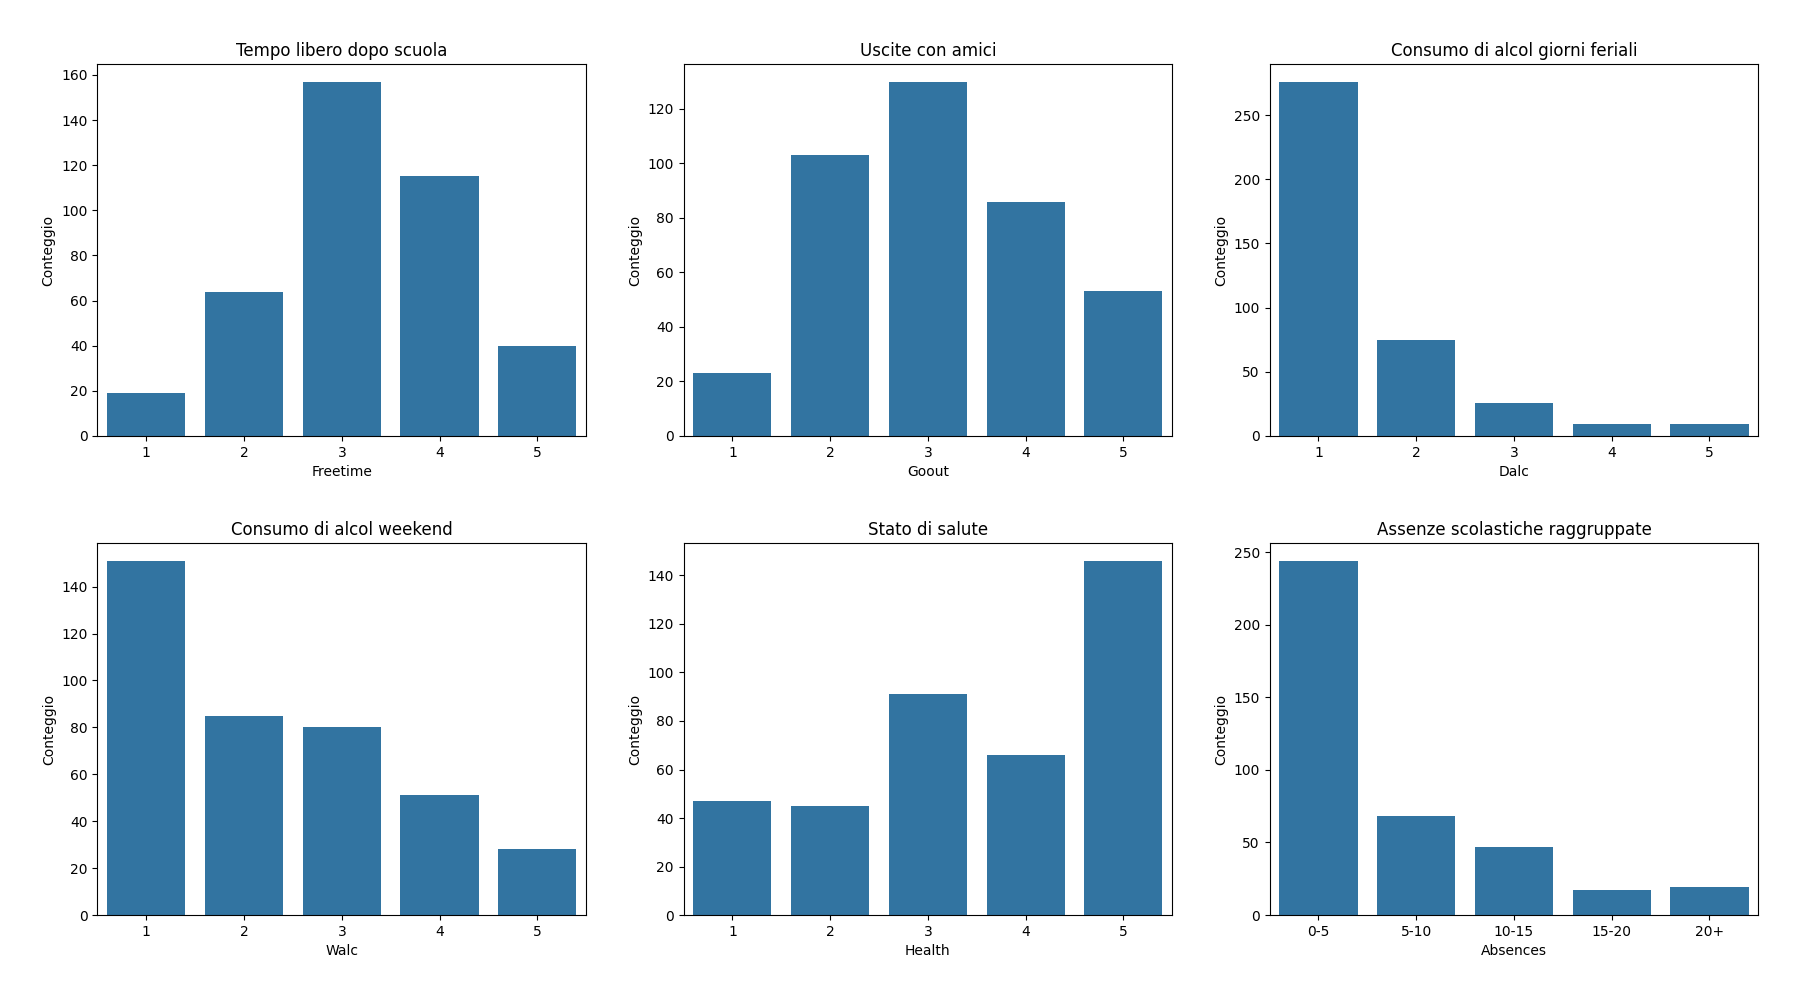 Tempo libero dopo scuola
160
140
120
100
80
60
40
20
0
Conteggio
1 2 3 4 5
Freetime
Uscite con amici
120
100
80
60
40
20
0
Conteggio
1 2 3 4 5
Goout
Consumo di alcol giorni feriali
250
200
150
100
50
0
Conteggio
1 2 3 4 5
Dalc
Consumo di alcol weekend
140
120
100
80
60
40
20
0
Conteggio
1 2 3 4 5
Walc
Stato di salute
140
120
100
80
60
40
20
0
Conteggio
1 2 3 4 5
Health
Assenze scolastiche raggruppate
250
200
150
100
50
0
Conteggio
0-5 5-10 10-15 15-20 20+
Absences